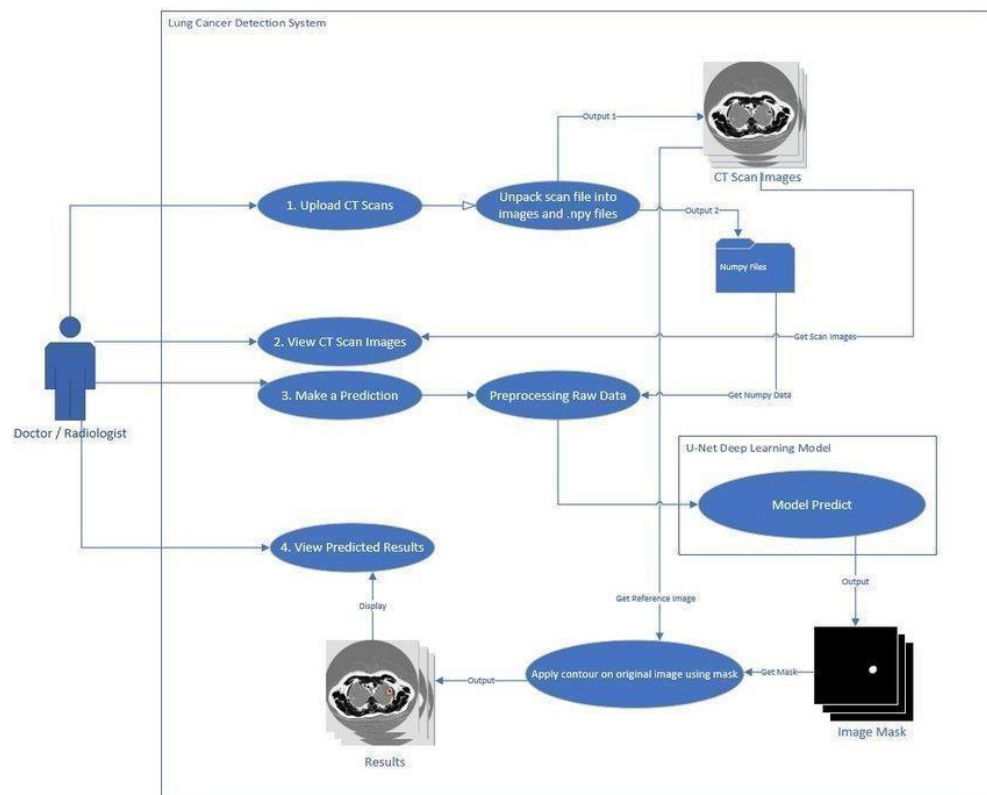 Lung Cancer Detection System
Output 1
CT Scan Images
1. Upload CT Scans
Unpack scan file into
images and .npy files
Output 2
Numpy Files
2. View CT Scan Images
Get Scan Images
3. Make a Prediction
Preprocessing Raw Data
Get Numpy Data
Doctor / Radiologist
U-Net Deep Learning Model
Model Predict
4. View Predicted Results
Output
Display
Get Reference Image
Apply contour on original image using mask
Get Mask
Output
Image Mask
Results